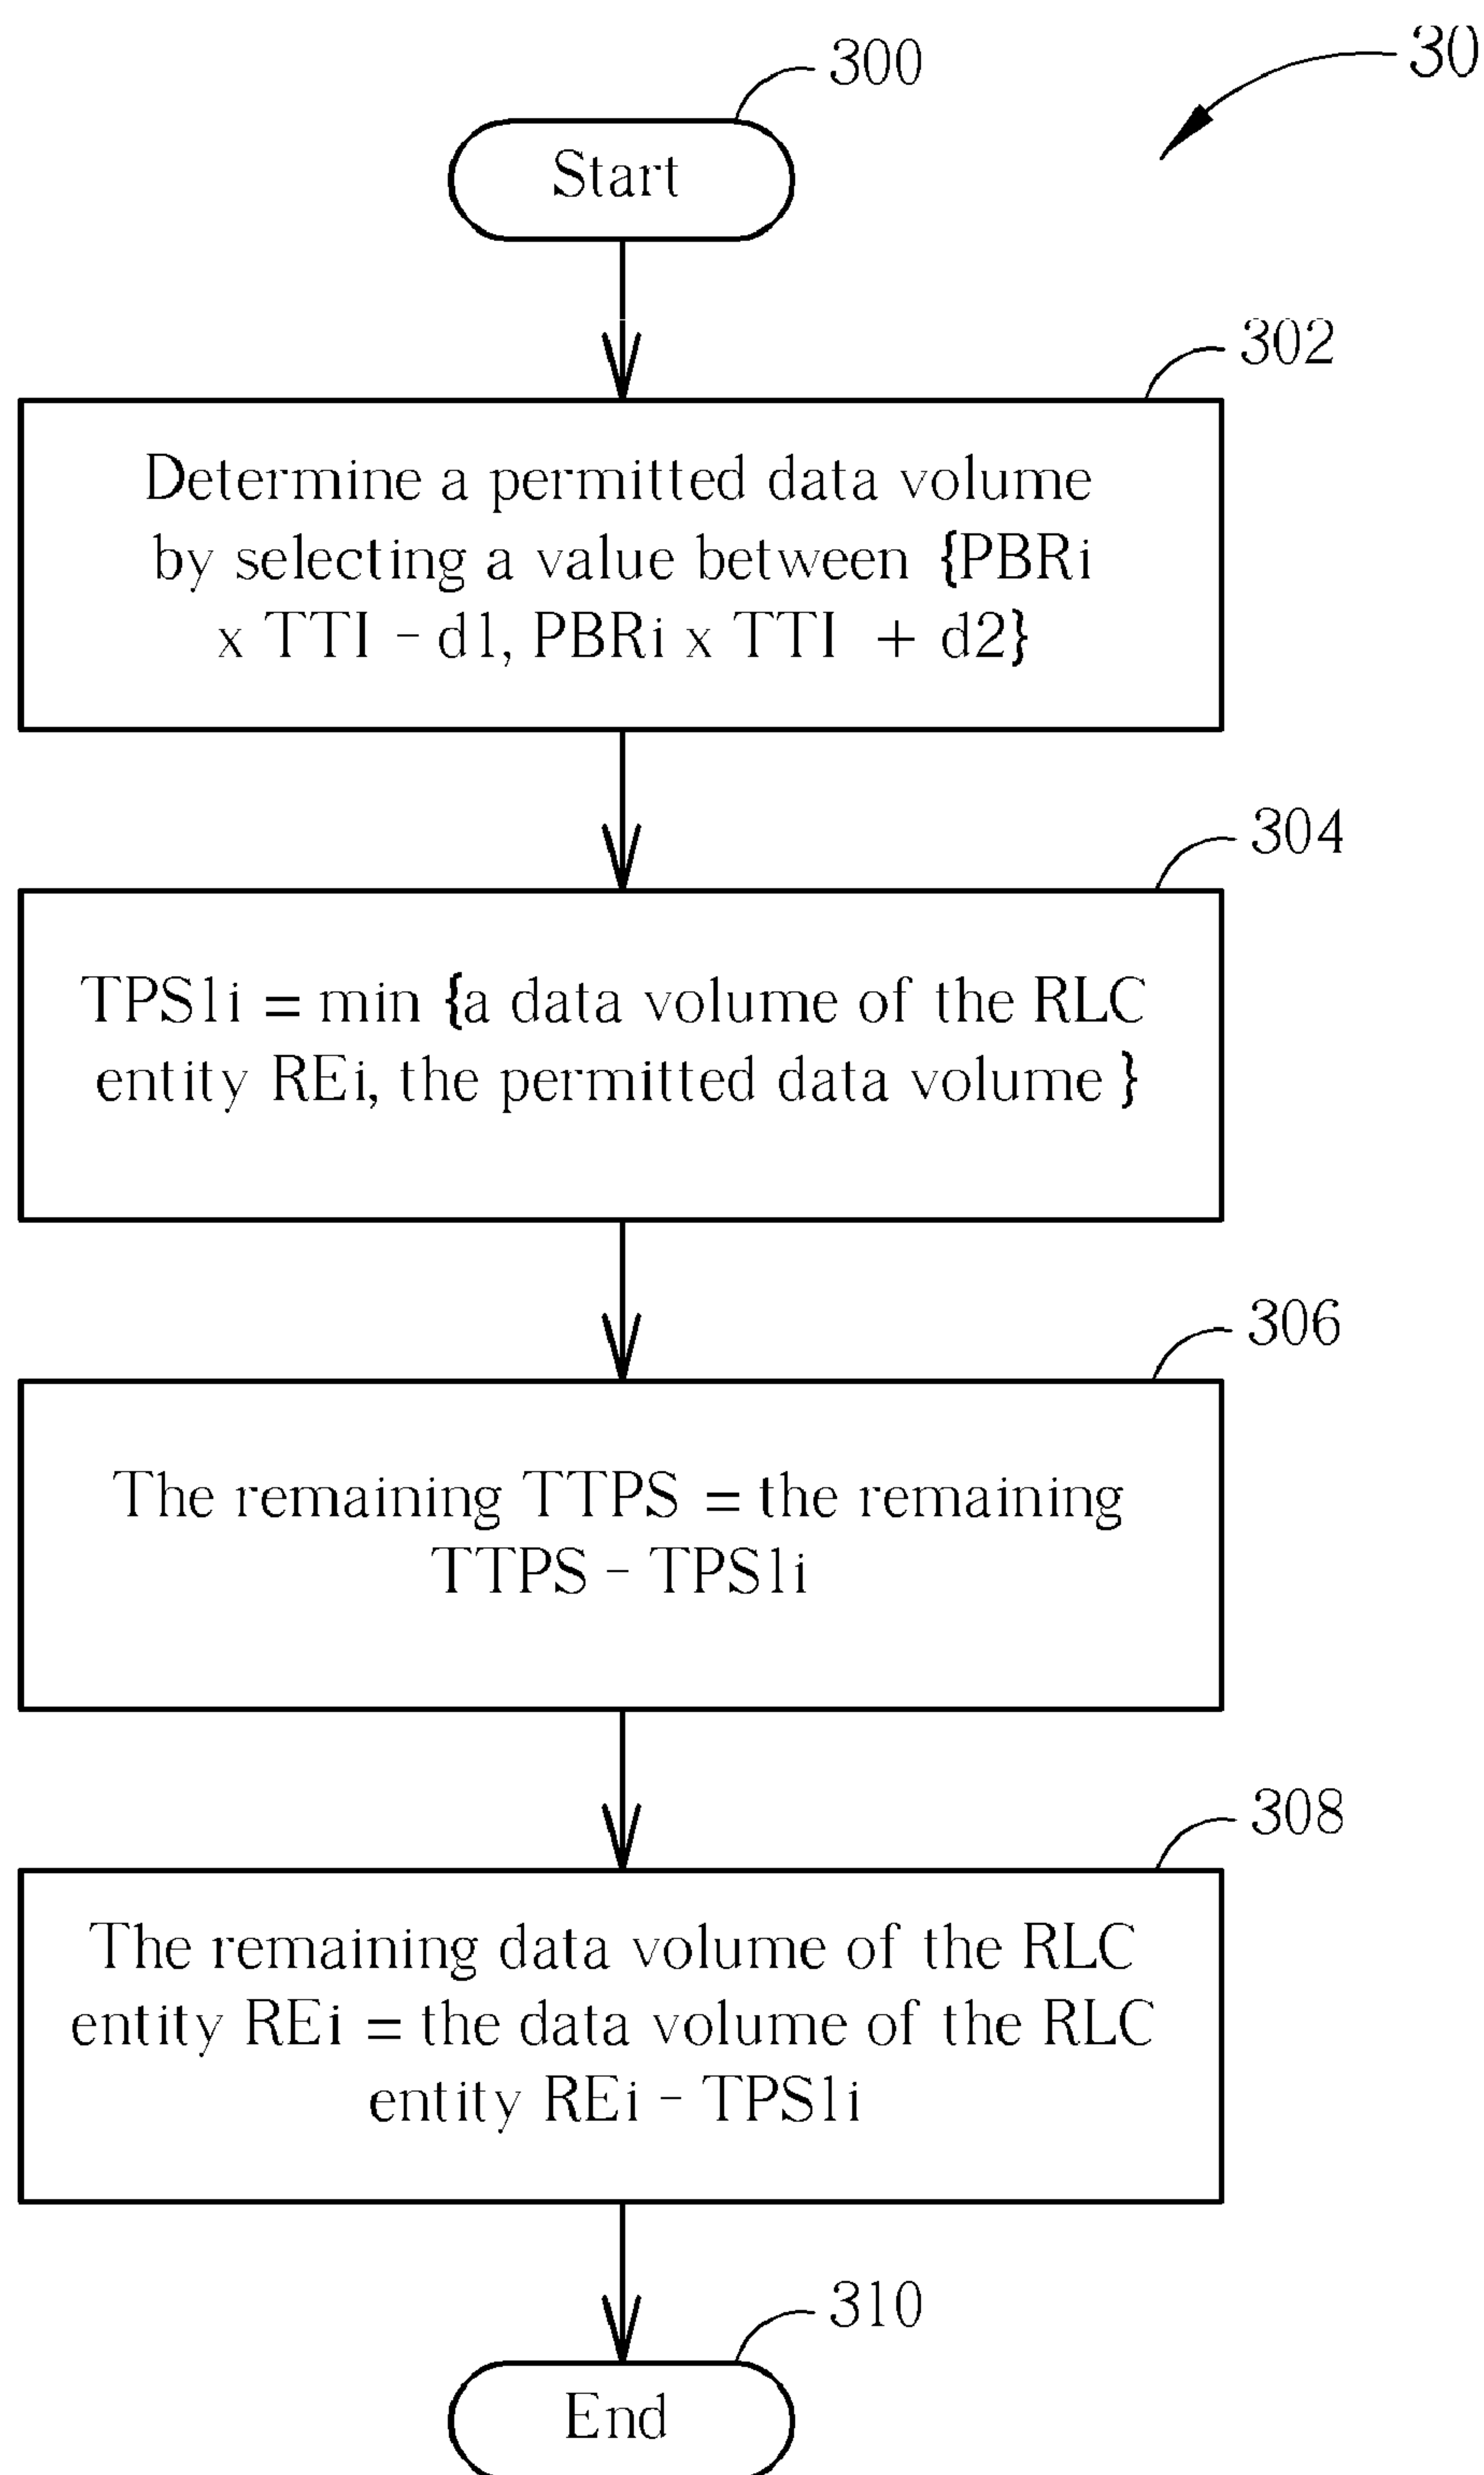 30
300
Start
302
Determine a permitted data volume
by selecting a value between {PBRi
x TTI - d1, PBRi x TTI + d2}
304
TPS1i = min {a data volume of the RLC
entity REi, the permitted data volume }
306
The remaining TTPS = the remaining
TTPS - TPS1i
308
The remaining data volume of the RLC
entity REi = the data volume of the RLC
entity REi - TPS1i
310
End